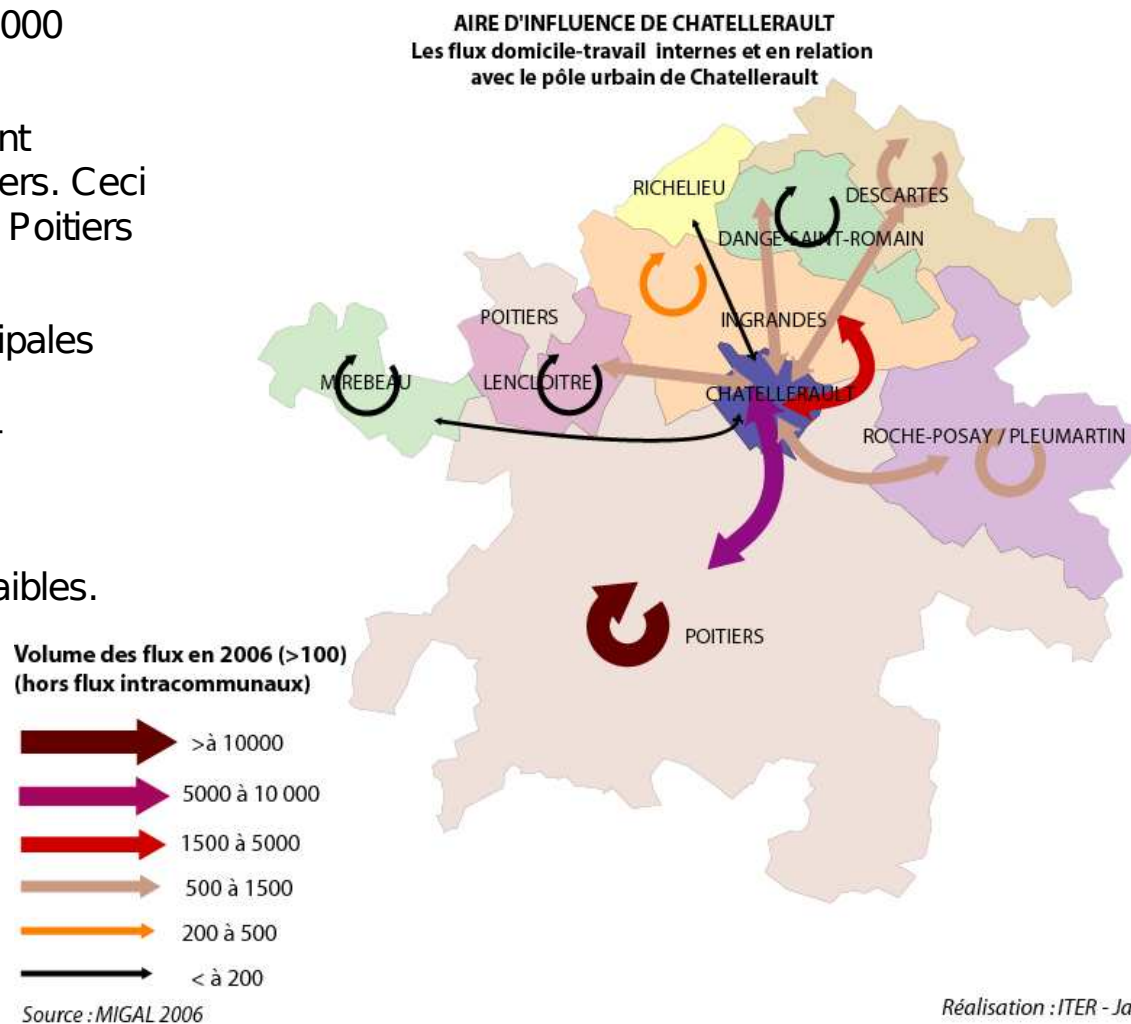 000
AIRE D'INFLUENCE DE CHATELLERAULT
Les flux domicile-travail internes et en relation
avec le pôle urbain de Chatellerault
nt
ers. Ceci
Poitiers
ipales
aibles.
RICHELIEU
DESCARTES
DANGE-SAINT-ROMAIN
POITIERS
INGRANDES
MIREBEAU
LENCLOITRE
CHATELLERAULT
ROCHE-POSAY / PLEUMARTIN
POITIERS
Volume des flux en 2006 (>100)
(hors flux intracommunaux)
>à 10000
5000 à 10 000
1500 à 5000
500 à 1500
200 à 500
< à 200
Source : MIGAL 2006
Réalisation : ITER - Ja